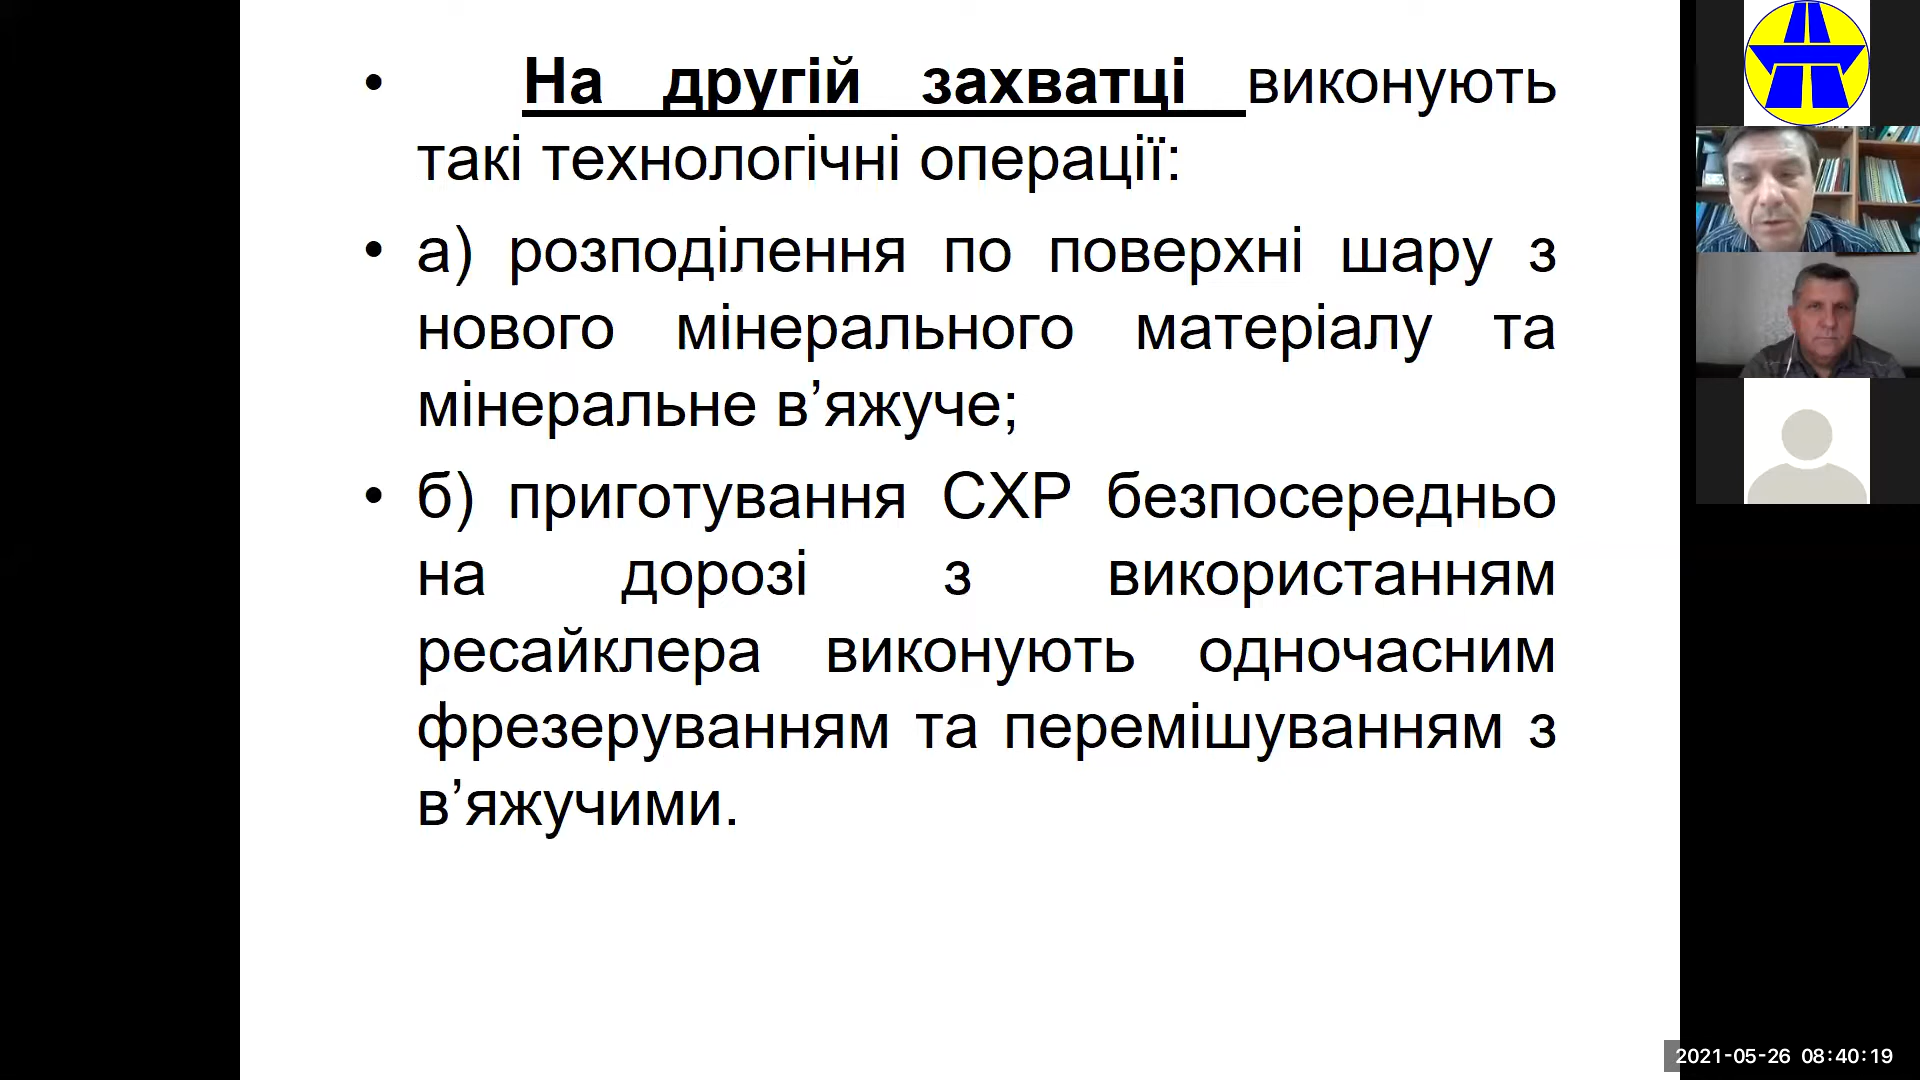 • На другій захватці виконують
такі технологічні операції:
• а) розподілення по поверхні шару з
нового мінерального матеріалу та
мінеральне в’яжуче;
• б) приготування СХР безпосередньо
на дорозі з використанням
ресайклера виконують одночасним
фрезеруванням та перемішуванням з
в’яжучими.
2021-05-26 08:40:19